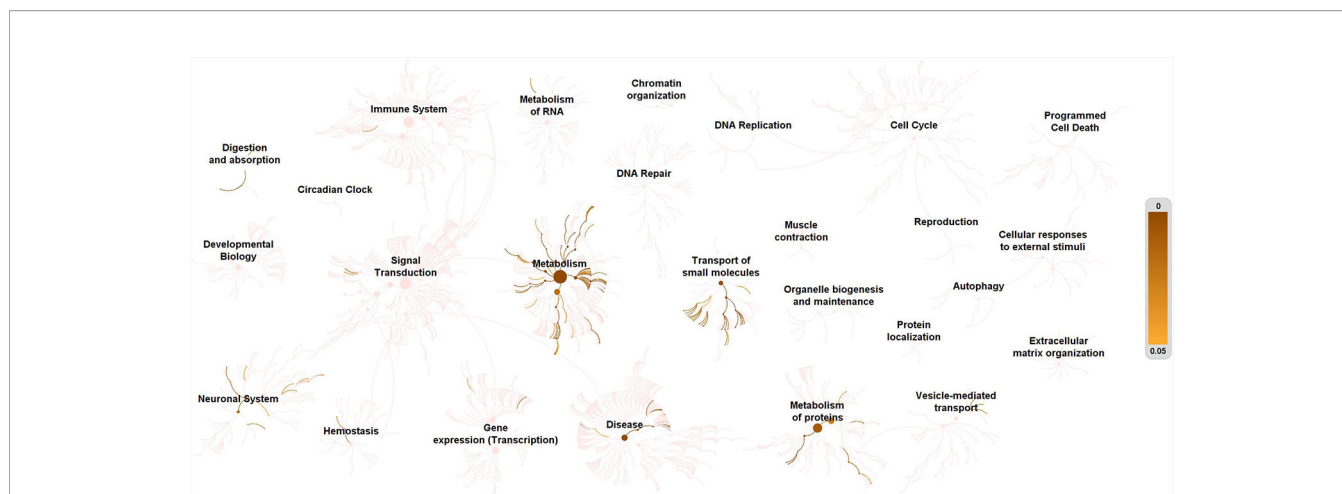 Chromatin
organization
Immune System
Metabolism
of RNA
DNA Replication
Cell Cycle
Programmed
Cell Death
Digestion
and absorption
Circadian Clock
DNA Repair
Developmental
Biology
Signal
Transduction
Metabolism
Transport of
small molecules
Muscle
contraction
Reproduction
Cellular responses
to external stimuli
Organelle biogenesis
and maintenance
Autophagy
Protein
localization
Extracellular
matrix organization
0
0.05
Neuronal System
Hemostasis
Gene
expression (Transcription)
Disease
Metabolism
of proteins
Vesicle-mediated
transport